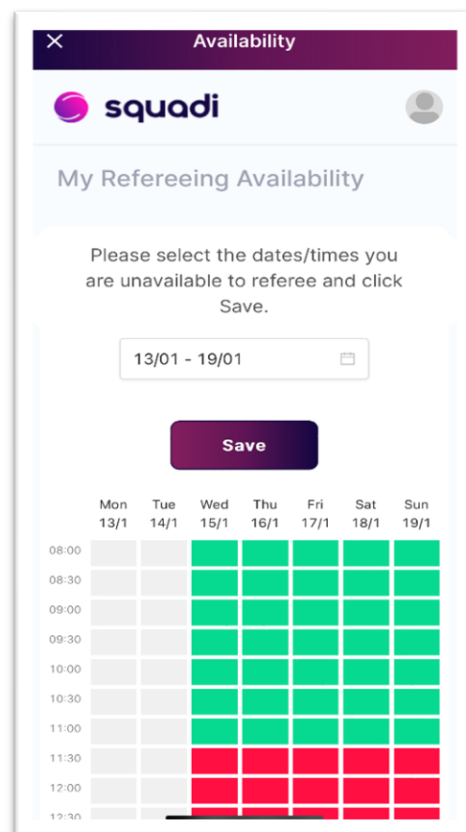 Availability
squadi
My Refereeing Availability
Please select the dates/times you
are unavailable to referee and click
Save.
13/01 - 19/01
Save
Mon Tue Wed Thu Fri Sat Sun
13/1 14/1 15/1 16/1 17/1 18/1 19/1
08:00
08:30
09:00
09:30
10:00
10:30
11:00
11:30
12:00
12:30